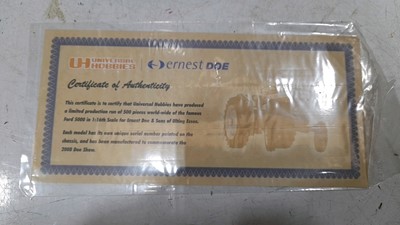 UH UNIVERSAL HOBBIES ernest DOE
Certificate of Authenticity
This certificate is to certify that Universal Hobbies have produced
a limited production run of 500 pieces world-wide of the famous
Ford 5000 in 1:16th Scale for Ernest Doe & Sons of Ulting Essex.
Each model has its own unique serial number printed on the
chassis, and has been manufactured to commemorate the
2008 Doe Show.